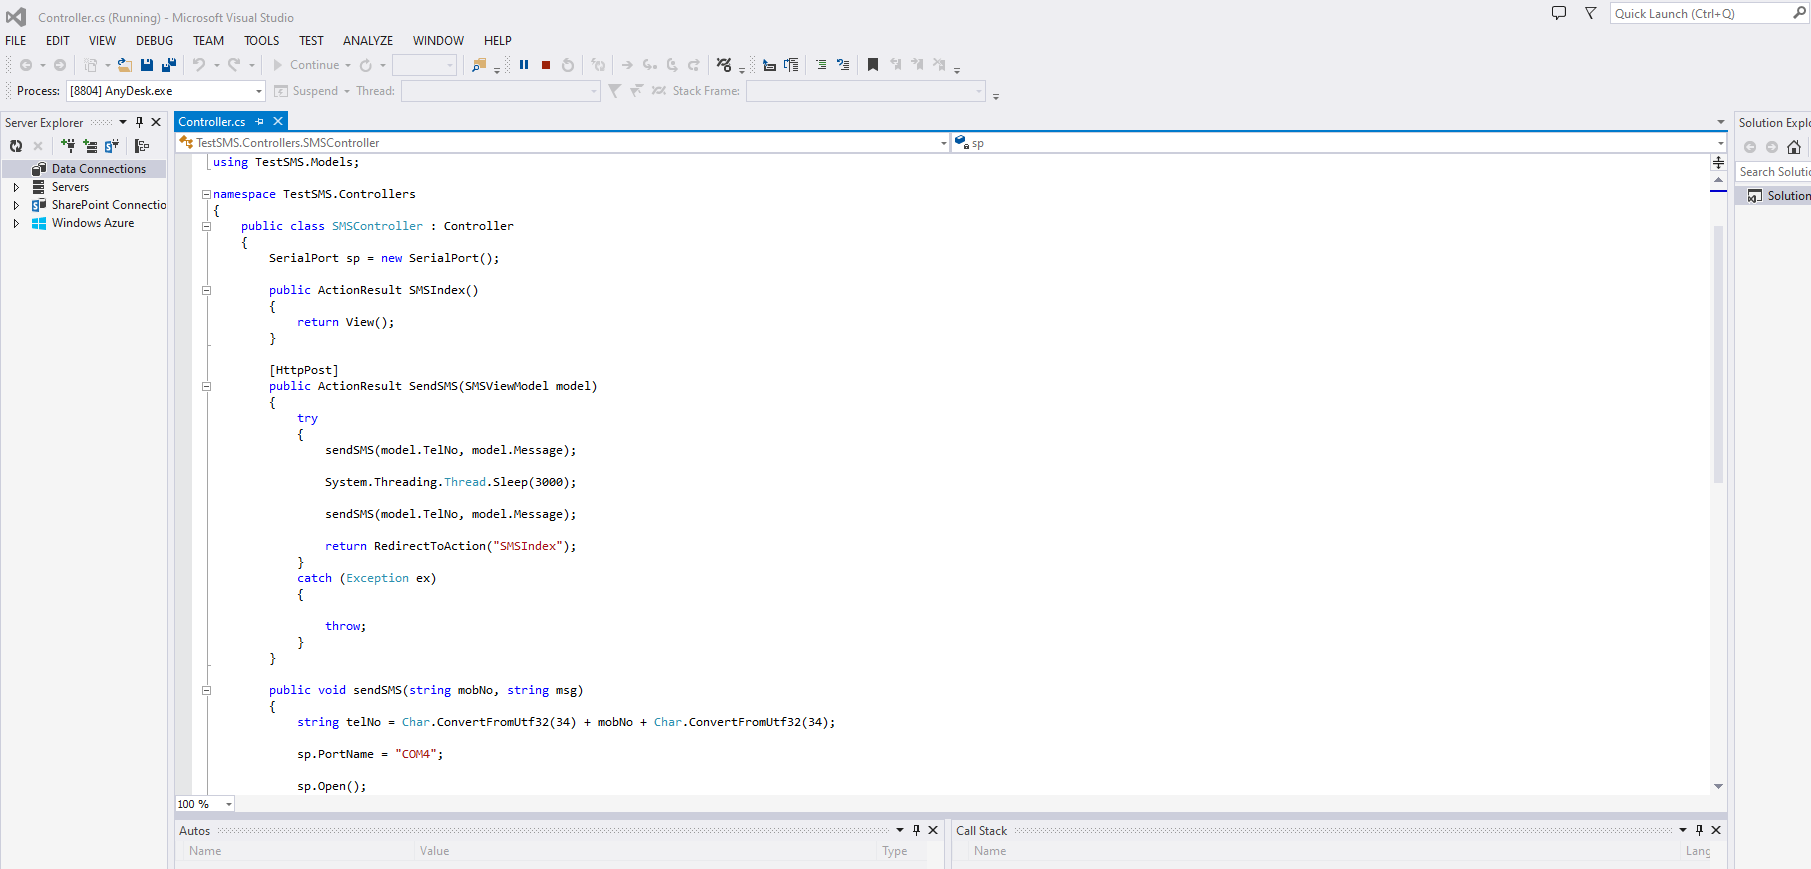 Controller.cs (Running) - Microsoft Visual Studio
Quick Launch (Ctrl+Q)
FILE EDIT VIEW DEBUG TEAM TOOLS TEST ANALYZE WINDOW HELP
Continue
Process: [8804] AnyDesk.exe Suspend Thread: Stack Frame:
Server Explorer
Data Connections
Servers
SharePoint Connectio
Windows Azure
Controller.cs
TestSMS.Controllers.SMSController sp
using TestSMS.Models;
namespace TestSMS.Controllers
{
public class SMSController : Controller
{
SerialPort sp = new SerialPort();
public ActionResult SMSIndex()
{
return View();
}
[HttpPost]
public ActionResult SendSMS(SMSViewModel model)
{
try
{
sendSMS(model.TelNo, model.Message);
System.Threading.Thread.Sleep(3000);
sendSMS(model.TelNo, model.Message);
return RedirectToAction("SMSIndex");
}
catch (Exception ex)
{
throw;
}
}
public void sendSMS(string mobNo, string msg)
{
string telNo = Char.ConvertFromUtf32(34) + mobNo + Char.ConvertFromUtf32(34);
sp.PortName = "COM4";
sp.Open();
100 %
Autos
Name Value Type
Call Stack
Name Lang
Solution Explo
Search Solutio
Solution